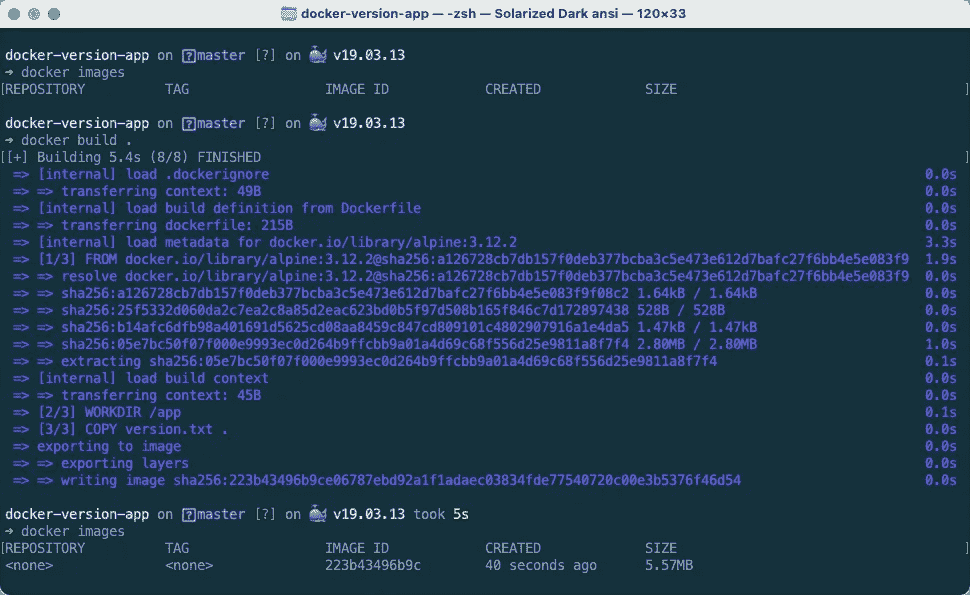 docker-version-app — -zsh — Solarized Dark ansi — 120×33
docker-version-app on ?master [?] on 🐳 v19.03.13
→ docker images
[REPOSITORY TAG IMAGE ID CREATED SIZE ]
docker-version-app on ?master [?] on 🐳 v19.03.13
→ docker build .
[[+] Building 5.4s (8/8) FINISHED ]
=> [internal] load .dockerignore 0.0s
=> => transferring context: 49B 0.0s
=> [internal] load build definition from Dockerfile 0.0s
=> => transferring dockerfile: 215B 0.0s
=> [internal] load metadata for docker.io/library/alpine:3.12.2 3.3s
=> [1/3] FROM docker.io/library/alpine:3.12.2@sha256:a126728cb7db157f0deb377bcba3c5e473e612d7bafc27f6bb4e5e083f9 1.9s
=> => resolve docker.io/library/alpine:3.12.2@sha256:a126728cb7db157f0deb377bcba3c5e473e612d7bafc27f6bb4e5e083f9 0.0s
=> => sha256:a126728cb7db157f0deb377bcba3c5e473e612d7bafc27f6bb4e5e083f9f08c2 1.64kB / 1.64kB 0.0s
=> => sha256:25f5332d060da2c7ea2c8a85d2eac623bd0b5f97d508b165f846c7d172897438 528B / 528B 0.0s
=> => sha256:b14afc6dfb98a401691d5625cd08aa8459c847cd809101c4802907916a1e4da5 1.47kB / 1.47kB 0.0s
=> => sha256:05e7bc50f07f000e9993ec0d264b9ffcbb9a01a4d69c68f556d25e9811a8f7f4 2.80MB / 2.80MB 1.0s
=> => extracting sha256:05e7bc50f07f000e9993ec0d264b9ffcbb9a01a4d69c68f556d25e9811a8f7f4 0.1s
=> [internal] load build context 0.0s
=> => transferring context: 45B 0.0s
=> [2/3] WORKDIR /app 0.1s
=> [3/3] COPY version.txt . 0.0s
=> exporting to image 0.0s
=> => exporting layers 0.0s
=> => writing image sha256:223b43496b9ce06787ebd92a1f1adaec03834fde77540720c00e3b5376f46d54 0.0s
docker-version-app on ?master [?] on 🐳 v19.03.13 took 5s
→ docker images
[REPOSITORY TAG IMAGE ID CREATED SIZE ]
<none> <none> 223b43496b9c 40 seconds ago 5.57MB